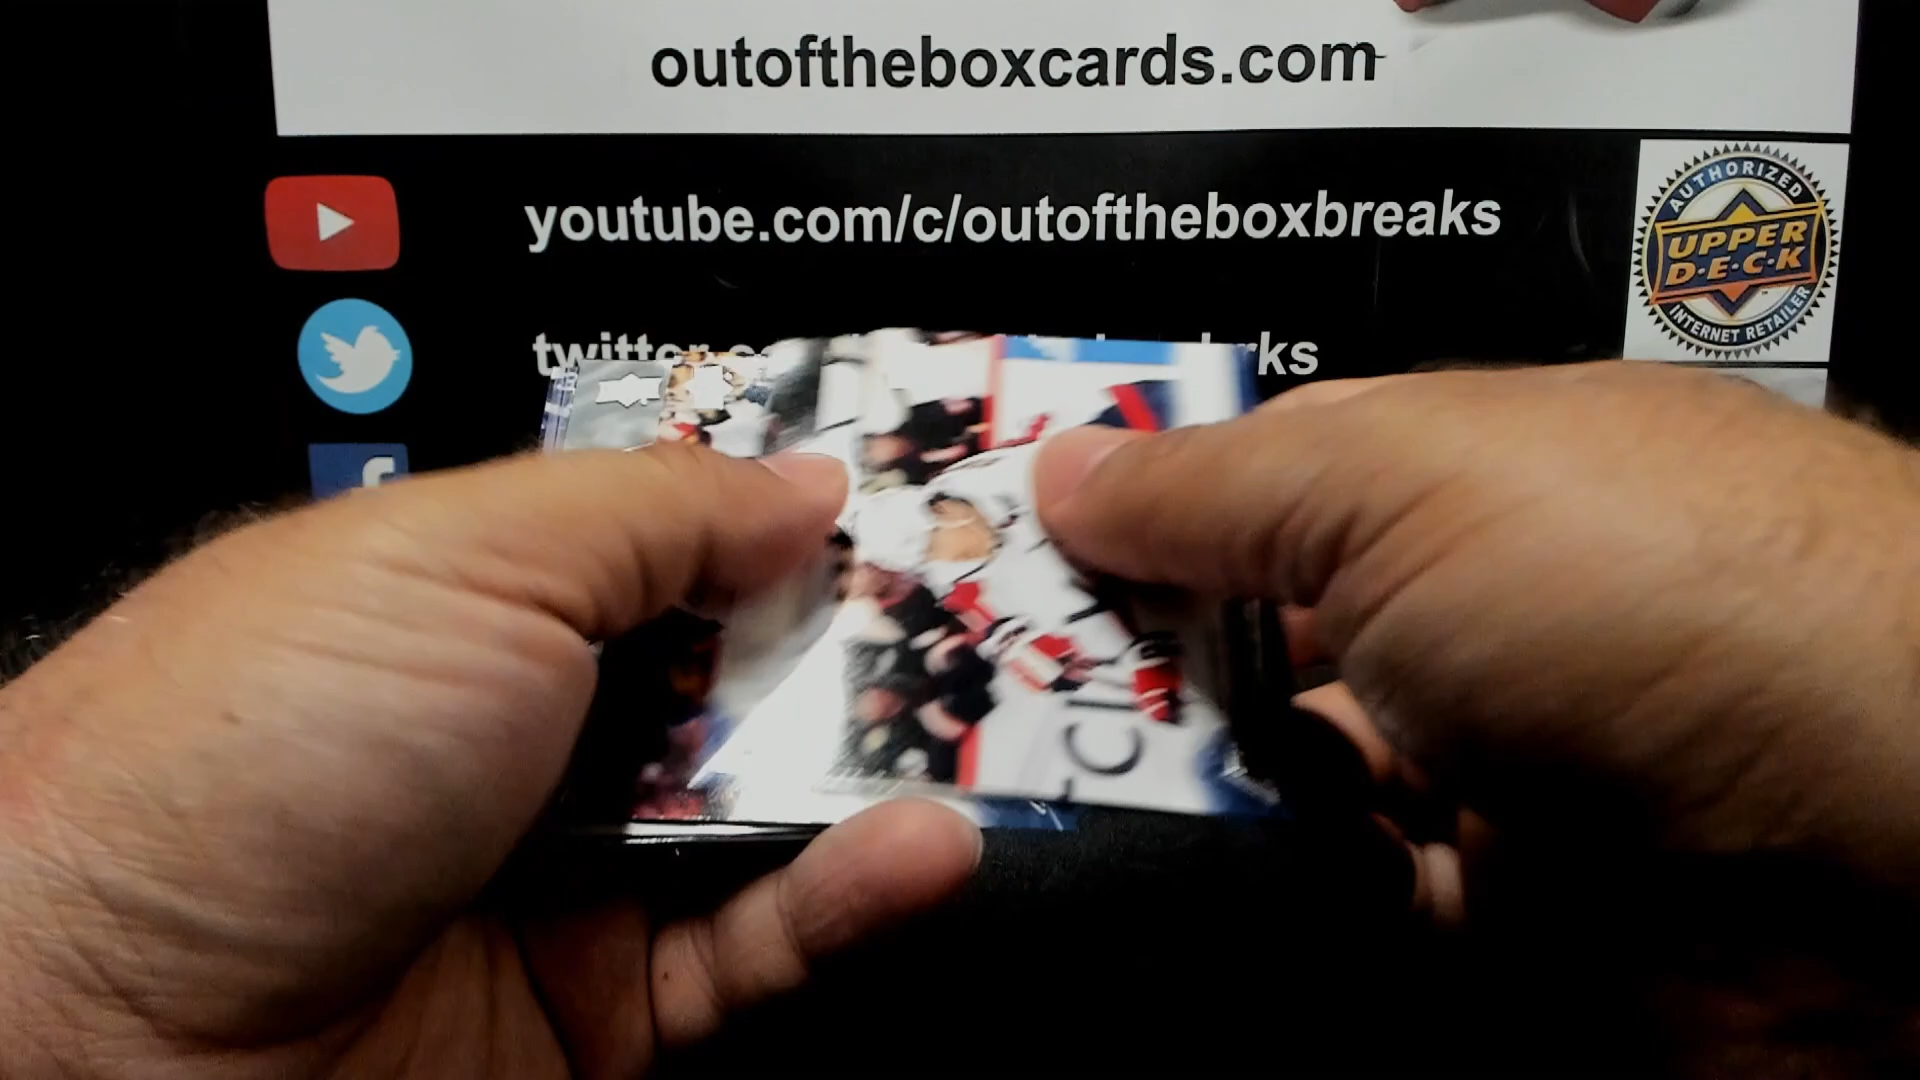 outoftheboxcards.com
youtube.com/c/outoftheboxbreaks
AUTHORIZED
UPPER
D·E·C·K
INTERNET RETAILER